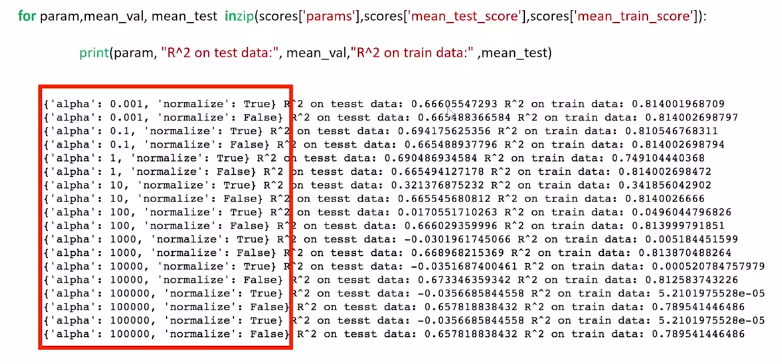 for param,mean_val, mean_test inzip(scores['params'],scores['mean_test_score'],scores['mean_train_score']):
print(param, "R^2 on test data:", mean_val,"R^2 on train data:" ,mean_test)
{'alpha': 0.001, 'normalize': True} R^2 on tesst data: 0.66605547293 R^2 on train data: 0.814001968709
{'alpha': 0.001, 'normalize': False} R^2 on tesst data: 0.665488366584 R^2 on train data: 0.814002698797
{'alpha': 0.1, 'normalize': True} R^2 on tesst data: 0.694175625356 R^2 on train data: 0.810546768311
{'alpha': 0.1, 'normalize': False} R^2 on tesst data: 0.665488937796 R^2 on train data: 0.814002698794
{'alpha': 1, 'normalize': True} R^2 on tesst data: 0.690486934584 R^2 on train data: 0.749104440368
{'alpha': 1, 'normalize': False} R^2 on tesst data: 0.665494127178 R^2 on train data: 0.814002698472
{'alpha': 10, 'normalize': True} R^2 on tesst data: 0.321376875232 R^2 on train data: 0.341856042902
{'alpha': 10, 'normalize': False} R^2 on tesst data: 0.665545680812 R^2 on train data: 0.8140026666
{'alpha': 100, 'normalize': True} R^2 on tesst data: 0.0170551710263 R^2 on train data: 0.0496044796826
{'alpha': 100, 'normalize': False} R^2 on tesst data: 0.666029359996 R^2 on train data: 0.813999791851
{'alpha': 1000, 'normalize': True} R^2 on tesst data: -0.0301961745066 R^2 on train data: 0.005184451599
{'alpha': 1000, 'normalize': False} R^2 on tesst data: 0.668968215369 R^2 on train data: 0.813870488264
{'alpha': 10000, 'normalize': True} R^2 on tesst data: -0.0351687400461 R^2 on train data: 0.000520784757979
{'alpha': 10000, 'normalize': False} R^2 on tesst data: 0.673346359342 R^2 on train data: 0.812583743226
{'alpha': 100000, 'normalize': True} R^2 on tesst data: -0.0356685844558 R^2 on train data: 5.2101975528e-05
{'alpha': 100000, 'normalize': False} R^2 on tesst data: 0.657818838432 R^2 on train data: 0.789541446486
{'alpha': 100000, 'normalize': True} R^2 on tesst data: -0.0356685844558 R^2 on train data: 5.2101975528e-05
{'alpha': 100000, 'normalize': False} R^2 on tesst data: 0.657818838432 R^2 on train data: 0.789541446486